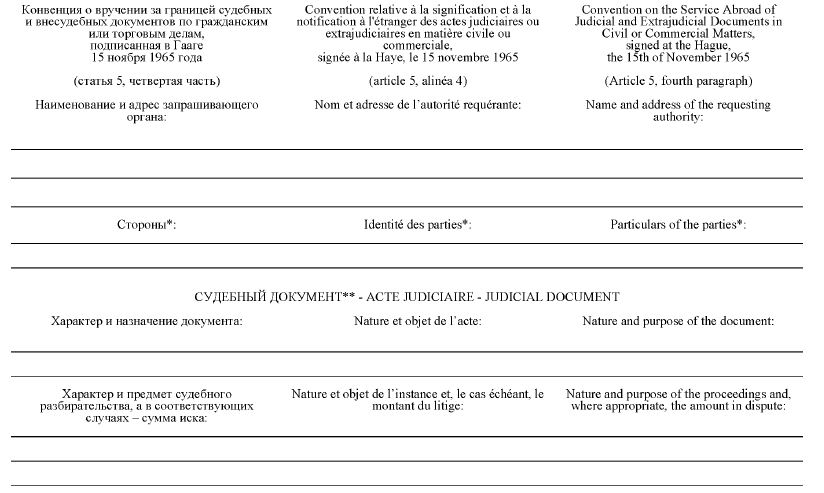 Конвенция о вручении за границей судебных
и внесудебных документов по гражданским
или торговым делам,
подписанная в Гааге
15 ноября 1965 года
(статья 5, четвертая часть)
Наименование и адрес запрашивающего
органа:
Convention relative à la signification et à la
notification à l'étranger des actes judiciaires ou
extrajudiciaires en matière civile ou
commerciale,
signée à la Haye, le 15 novembre 1965
(article 5, alinéa 4)
Nom et adresse de l’autorité requérante:
Convention on the Service Abroad of
Judicial and Extrajudicial Documents in
Civil or Commercial Matters,
signed at the Hague,
the 15th of November 1965
(Article 5, fourth paragraph)
Name and address of the requesting
authority:
Стороны*:
Identité des parties*:
Particulars of the parties*:
СУДЕБНЫЙ ДОКУМЕНТ** - ACTE JUDICIAIRE - JUDICIAL DOCUMENT
Характер и назначение документа:
Nature et objet de l’acte:
Nature and purpose of the document:
Характер и предмет судебного
разбирательства, а в соответствующих
случаях – сумма иска:
Nature et objet de l’instance et, le cas échéant, le
montant du litige:
Nature and purpose of the proceedings and,
where appropriate, the amount in dispute: